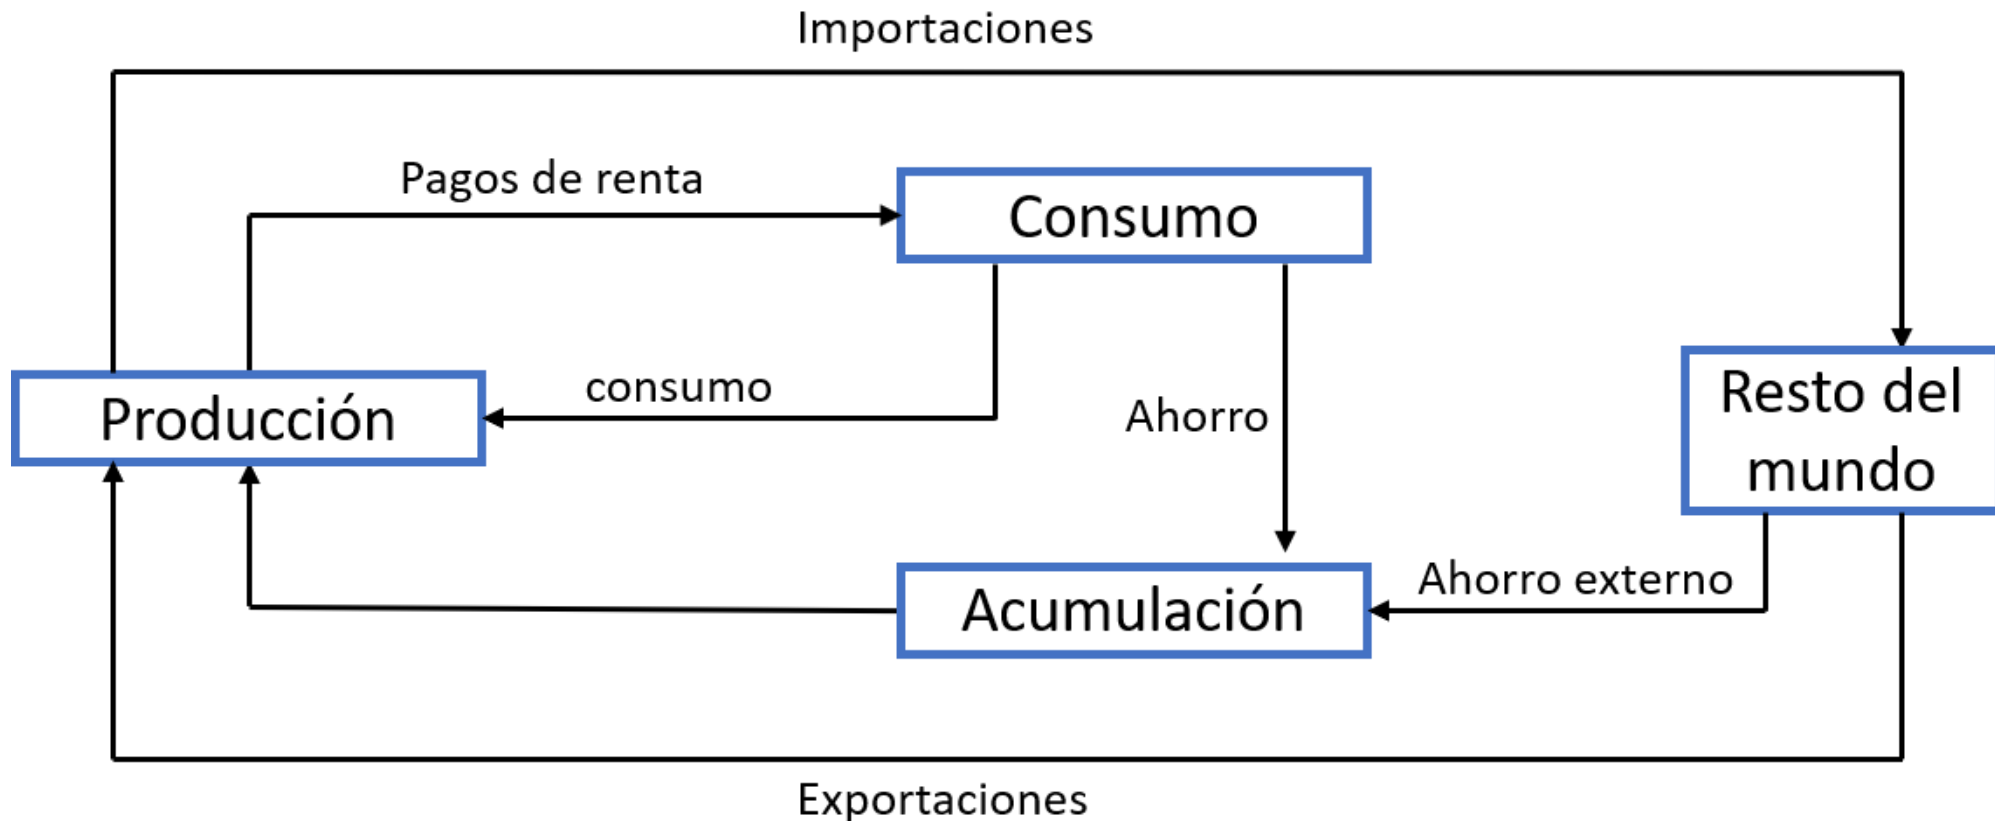 Importaciones
Pagos de renta
Consumo
consumo
Producción
Ahorro
Resto del
mundo
Ahorro externo
Acumulación
Exportaciones